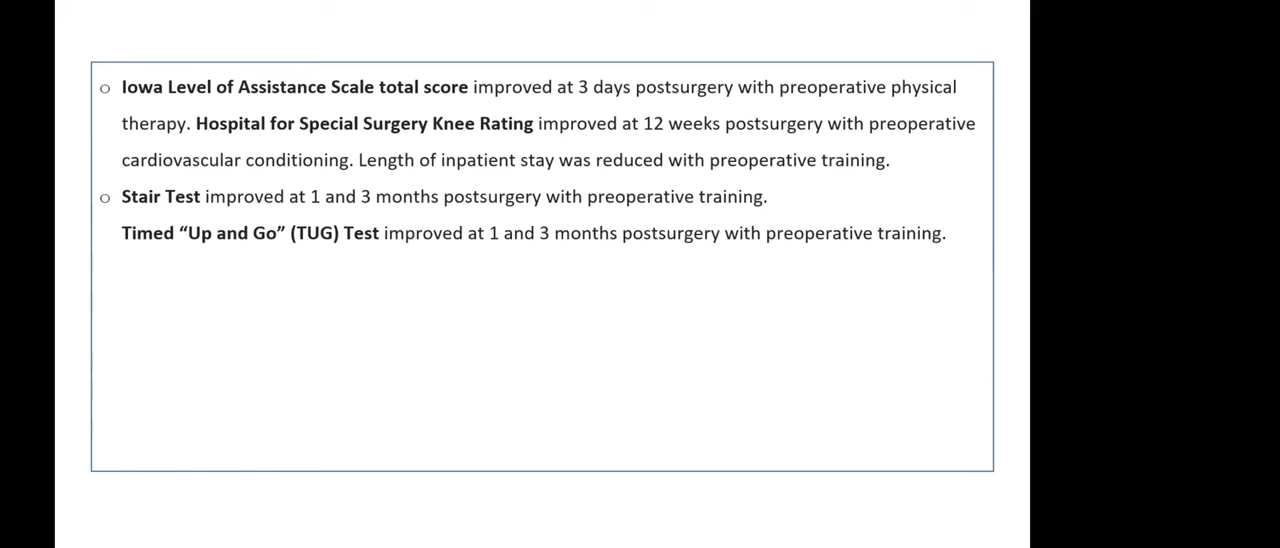 ○ Iowa Level of Assistance Scale total score improved at 3 days postsurgery with preoperative physical
therapy. Hospital for Special Surgery Knee Rating improved at 12 weeks postsurgery with preoperative
cardiovascular conditioning. Length of inpatient stay was reduced with preoperative training.
○ Stair Test improved at 1 and 3 months postsurgery with preoperative training.
Timed “Up and Go” (TUG) Test improved at 1 and 3 months postsurgery with preoperative training.